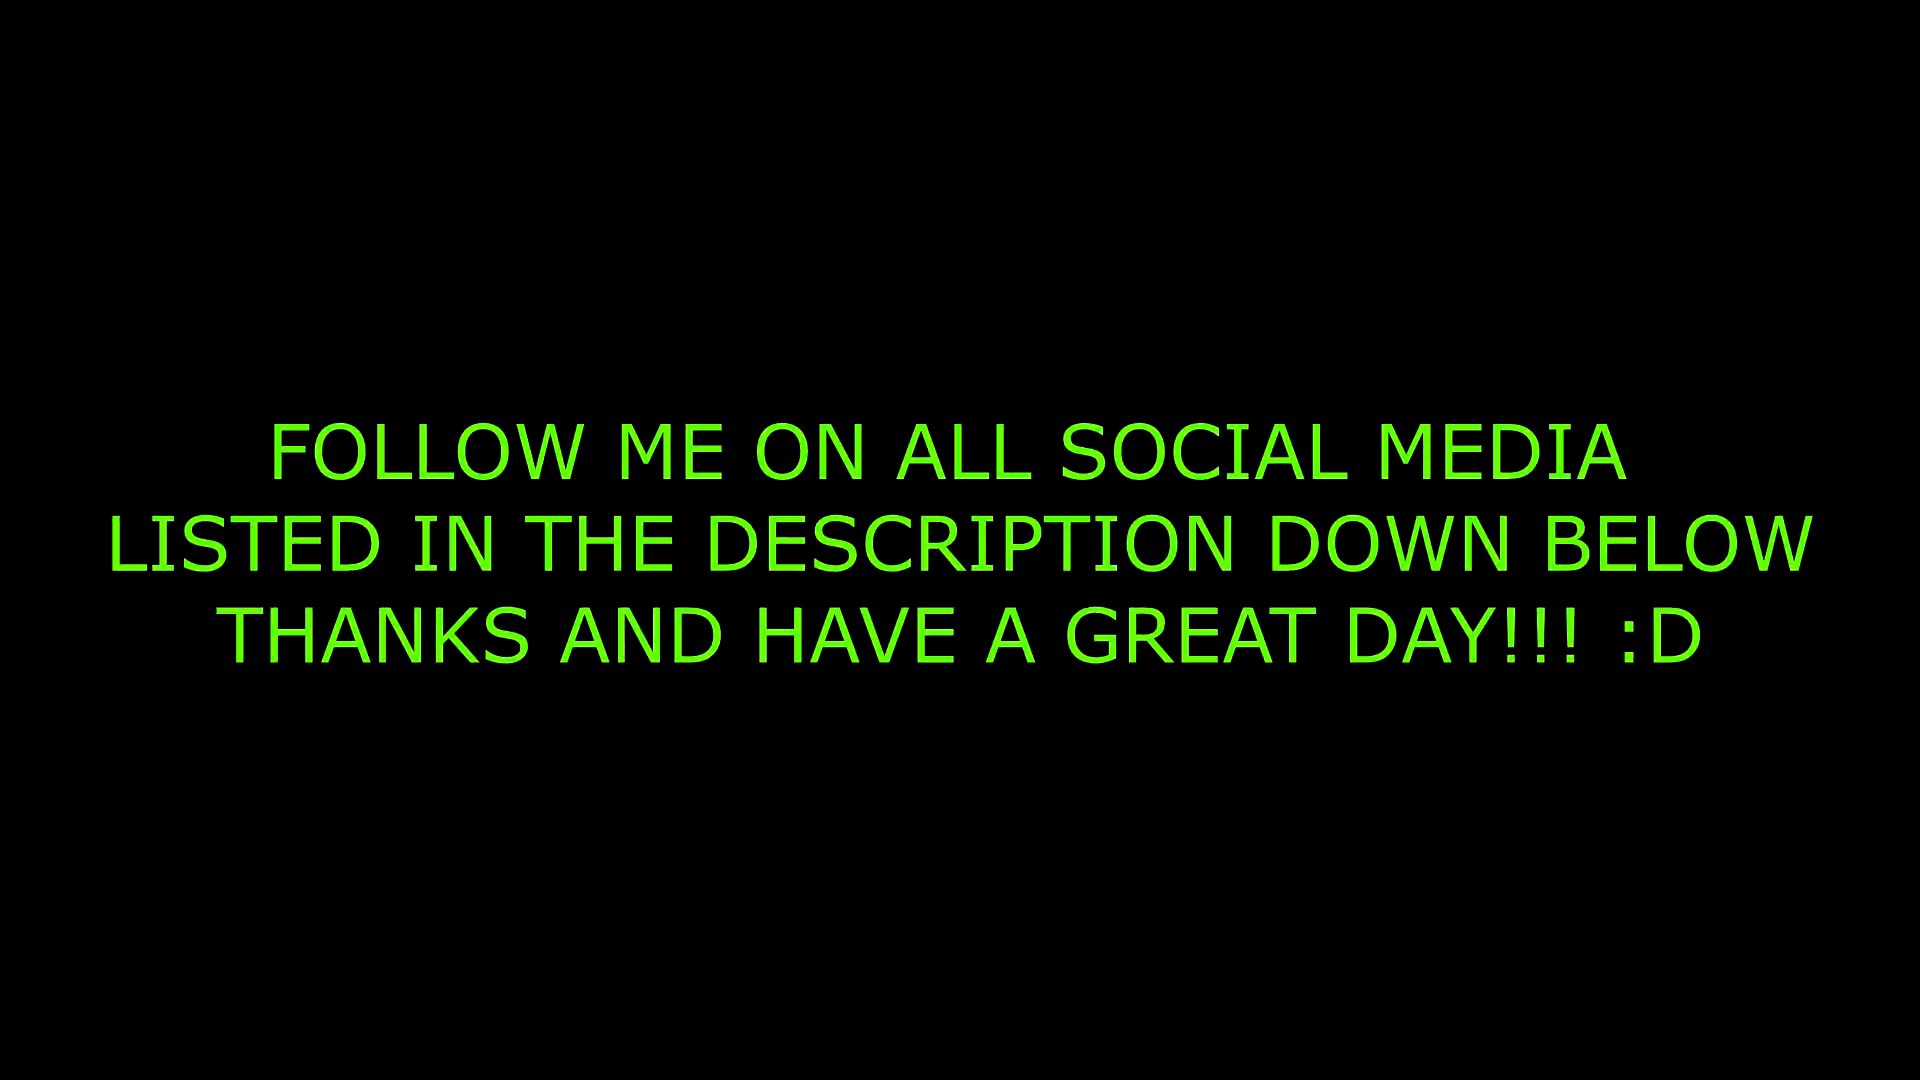 FOLLOW ME ON ALL SOCIAL MEDIA
LISTED IN THE DESCRIPTION DOWN BELOW
THANKS AND HAVE A GREAT DAY!!! :D